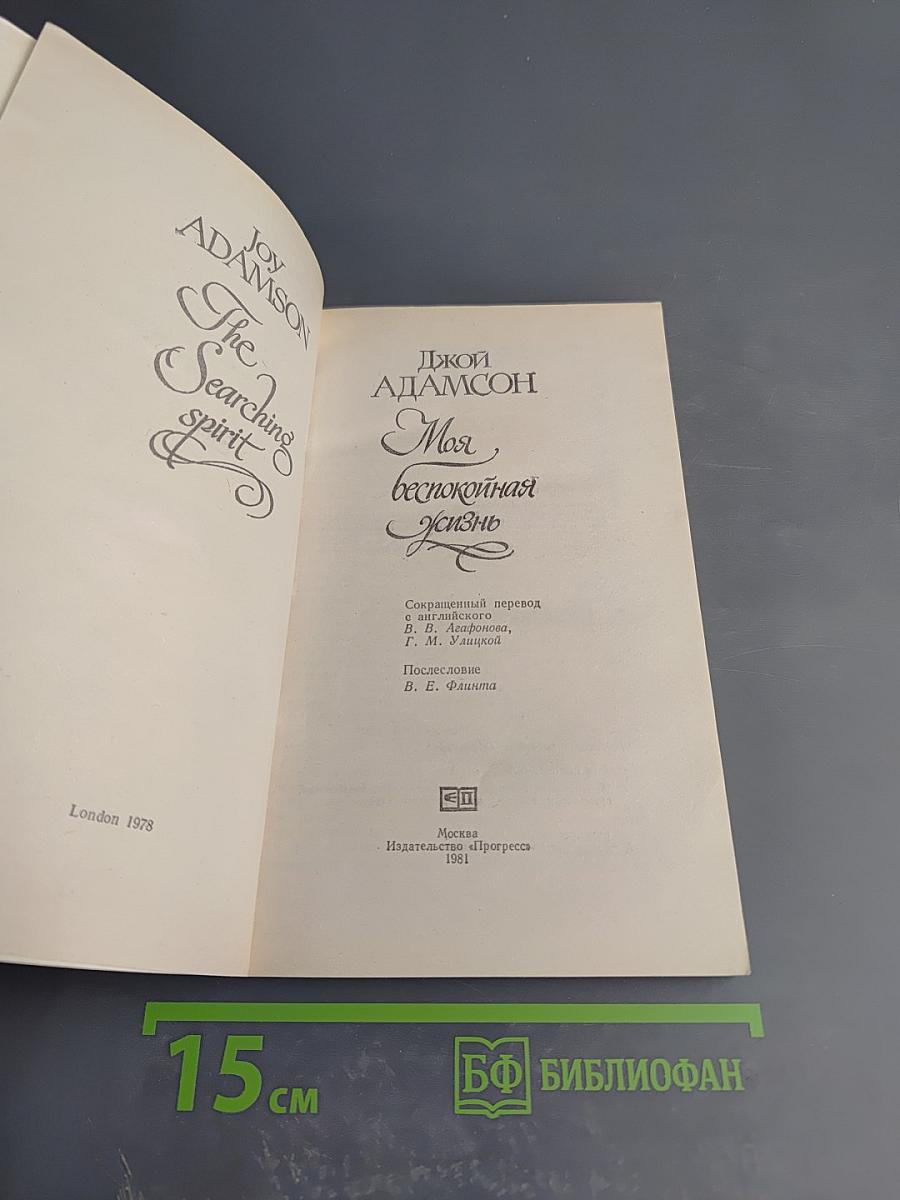 Joy
ADAMSON
The
Searching
spirit
London 1978
Джой
АДАМСОН
Моя
беспокойная
жизнь
Сокращенный перевод
с английского
В. В. Агафонова,
Г. М. Улицкой
Послесловие
В. Е. Флинта
Москва
Издательство «Прогресс»
1981
15 см
БФ БИБЛИОФАН